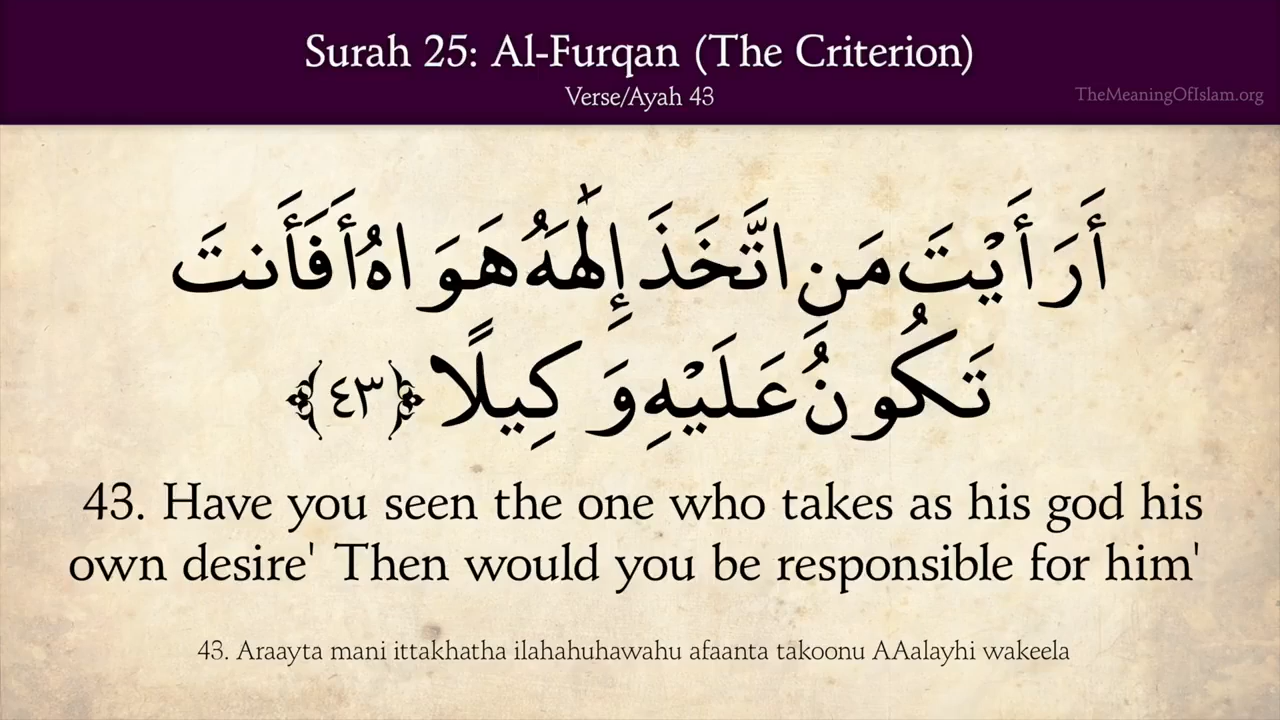 Surah 25: Al-Furqan (The Criterion)
Verse/Ayah 43
TheMeaningOfIslam.org
أَرَأَيْتَ مَنِ اتَّخَذَ إِلَٰهَهُ هَوَاهُ أَفَأَنتَ
تَكُونُ عَلَيْهِ وَكِيلًا ﴿٤٣﴾
43. Have you seen the one who takes as his god his
own desire' Then would you be responsible for him'
43. Araayta mani ittakhatha ilahahuhawahu afaanta takoonu AAalayhi wakeela